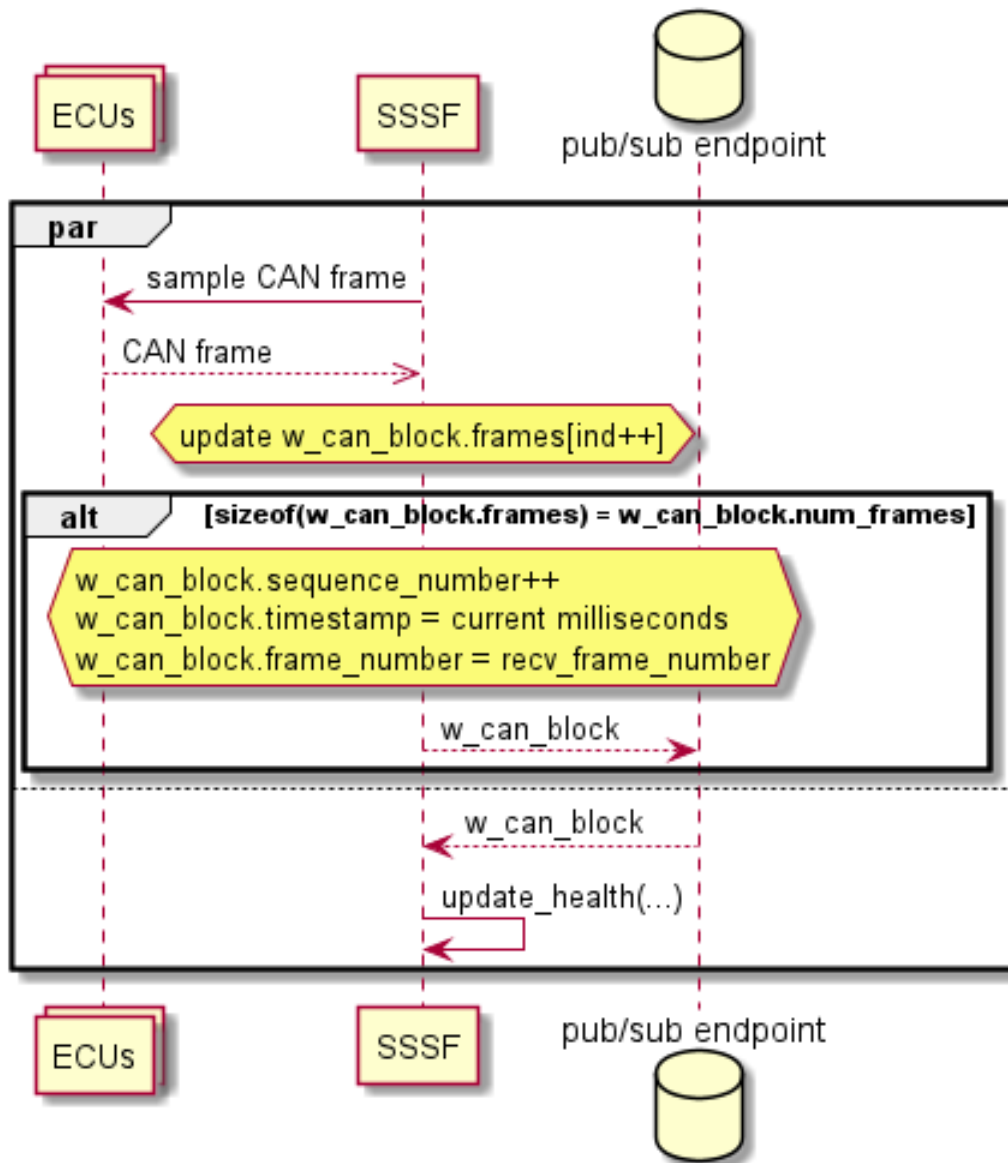 ECUs
SSSF
pub/sub endpoint
par
sample CAN frame
CAN frame
update w_can_block.frames[ind++]
alt
[sizeof(w_can_block.frames) = w_can_block.num_frames]
w_can_block.sequence_number++
w_can_block.timestamp = current milliseconds
w_can_block.frame_number = recv_frame_number
w_can_block
w_can_block
update_health(...)
ECUs
SSSF
pub/sub endpoint